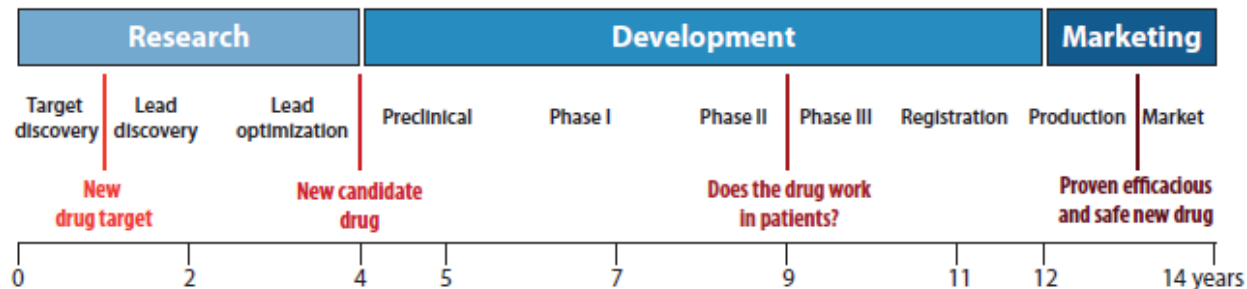 Research Development Marketing
Target discovery
Lead discovery
Lead optimization
Preclinical
Phase I
Phase II
Phase III
Registration
Production
Market
New drug target
New candidate drug
Does the drug work in patients?
Proven efficacious and safe new drug
0 2 4 5 7 9 11 12 14 years